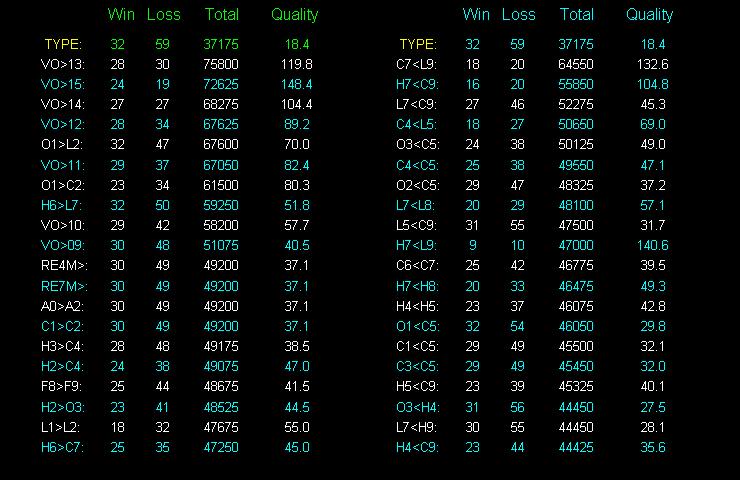 Win Loss Total Quality Win Loss Total Quality
TYPE: 32 59 37175 18.4 TYPE: 32 59 37175 18.4
VO>13: 28 30 75800 119.8 C7<L9: 18 20 64550 132.6
VO>15: 24 19 72625 148.4 H7<C9: 16 20 55850 104.8
VO>14: 27 27 68275 104.4 L7<C9: 27 46 52275 45.3
VO>12: 28 34 67625 89.2 C4<L5: 18 27 50650 69.0
O1>L2: 32 47 67600 70.0 O3<C5: 24 38 50125 49.0
VO>11: 29 37 67050 82.4 C4<C5: 25 38 49550 47.1
O1>C2: 23 34 61500 80.3 O2<C5: 29 47 48325 37.2
H6>L7: 32 50 59250 51.8 L7<L8: 20 29 48100 57.1
VO>10: 29 42 58200 57.7 L5<C9: 31 55 47500 31.7
VO>09: 30 48 51075 40.5 H7<L9: 9 10 47000 140.6
RE4M>: 30 49 49200 37.1 C6<C7: 25 42 46775 39.5
RE7M>: 30 49 49200 37.1 H7<H8: 20 33 46475 49.3
A0>A2: 30 49 49200 37.1 H4<H5: 23 37 46075 42.8
C1>C2: 30 49 49200 37.1 O1<C5: 32 54 46050 29.8
H3>C4: 28 48 49175 38.5 C1<C5: 29 49 45500 32.1
H2>C4: 24 38 49075 47.0 C3<C5: 29 49 45450 32.0
F8>F9: 25 44 48675 41.5 H5<C9: 23 39 45325 40.1
H2>O3: 23 41 48525 44.5 O3<H4: 31 56 44450 27.5
L1>L2: 18 32 47675 55.0 L7<H9: 30 55 44450 28.1
H6>C7: 25 35 47250 45.0 H4<C9: 23 44 44425 35.6